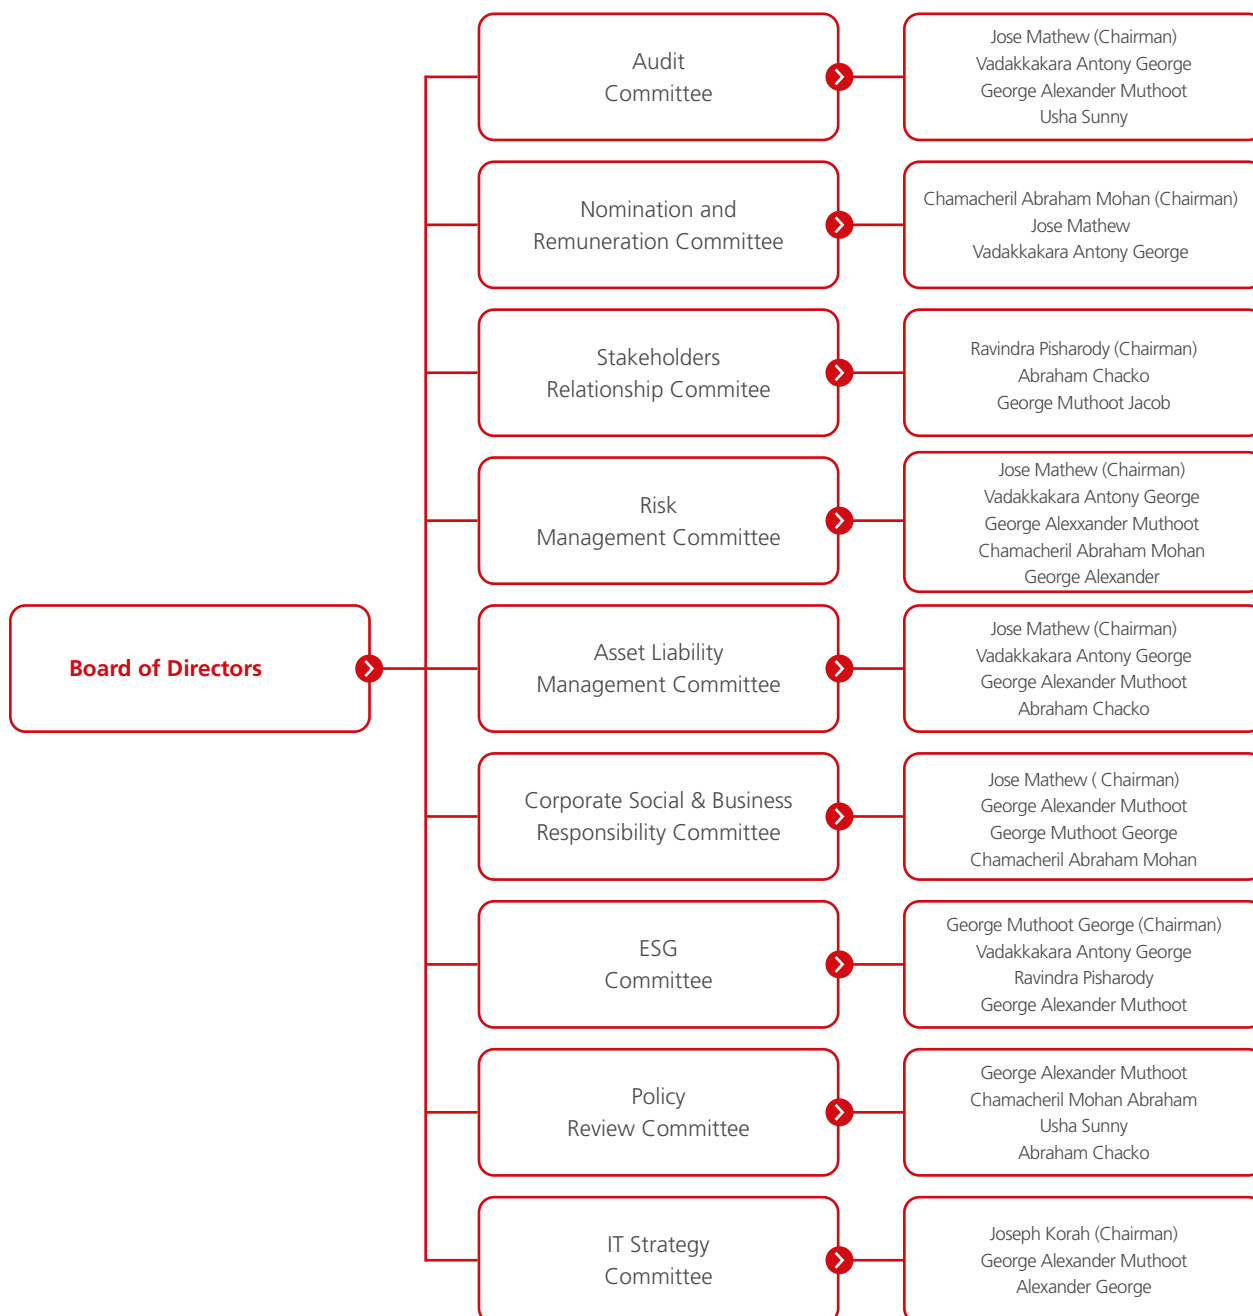 Board of Directors
Audit
Committee
Jose Mathew (Chairman)
Vadakkakara Antony George
George Alexander Muthoot
Usha Sunny
Nomination and
Remuneration Committee
Chamacheril Abraham Mohan (Chairman)
Jose Mathew
Vadakkakara Antony George
Stakeholders
Relationship Commitee
Ravindra Pisharody (Chairman)
Abraham Chacko
George Muthoot Jacob
Risk
Management Committee
Jose Mathew (Chairman)
Vadakkakara Antony George
George Alexxander Muthoot
Chamacheril Abraham Mohan
George Alexander
Asset Liability
Management Committee
Jose Mathew (Chairman)
Vadakkakara Antony George
George Alexander Muthoot
Abraham Chacko
Corporate Social & Business
Responsibility Committee
Jose Mathew ( Chairman)
George Alexander Muthoot
George Muthoot George
Chamacheril Abraham Mohan
ESG
Committee
George Muthoot George (Chairman)
Vadakkakara Antony George
Ravindra Pisharody
George Alexander Muthoot
Policy
Review Committee
George Alexander Muthoot
Chamacheril Mohan Abraham
Usha Sunny
Abraham Chacko
IT Strategy
Committee
Joseph Korah (Chairman)
George Alexander Muthoot
Alexander George